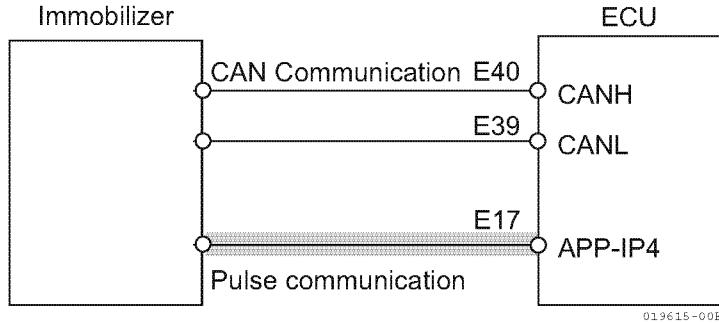 Immobilizer
ECU
CAN Communication E40
CANH
E39
CANL
E17
APP-IP4
Pulse communication